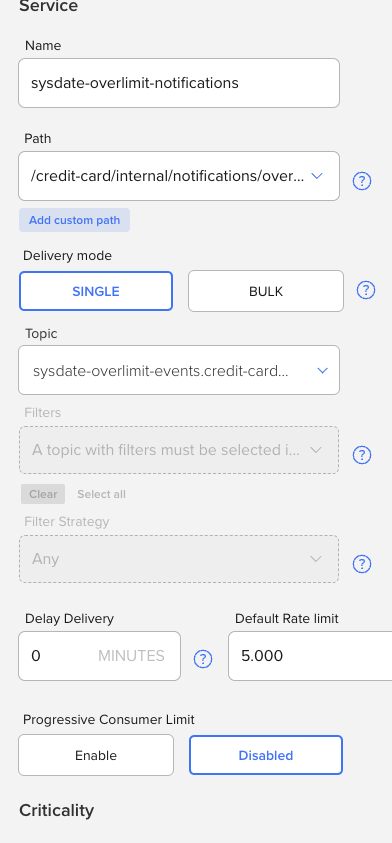 Service
Name
sysdate-overlimit-notifications
Path
/credit-card/internal/notifications/over...
Add custom path
Delivery mode
SINGLE
BULK
Topic
sysdate-overlimit-events.credit-card...
Filters
A topic with filters must be selected i...
Clear Select all
Filter Strategy
Any
Delay Delivery Default Rate limit
0 MINUTES 5.000
Progressive Consumer Limit
Enable Disabled
Criticality